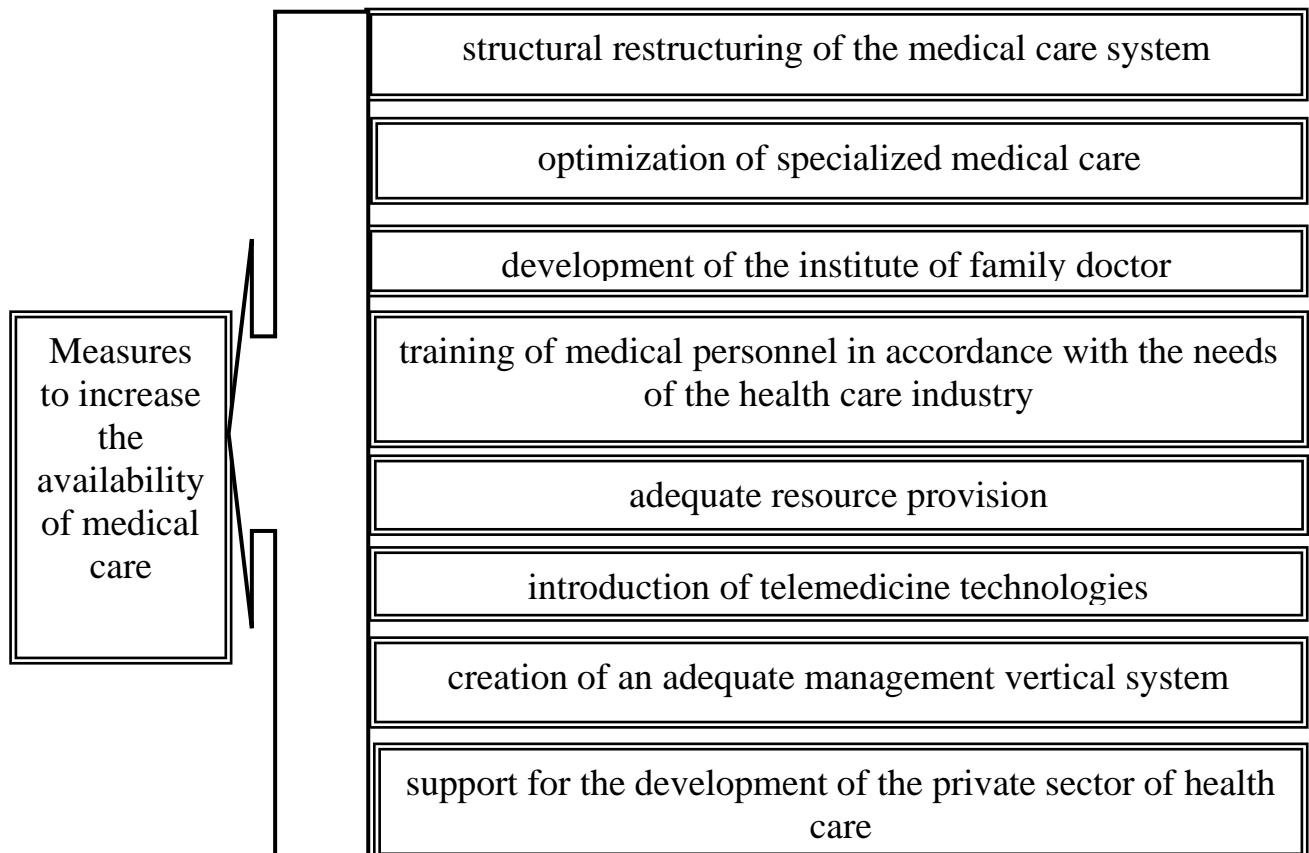 structural restructuring of the medical care system
optimization of specialized medical care
development of the institute of family doctor
Measures
to increase
the
availability
of medical
care
training of medical personnel in accordance with the needs
of the health care industry
adequate resource provision
introduction of telemedicine technologies
creation of an adequate management vertical system
support for the development of the private sector of health
care